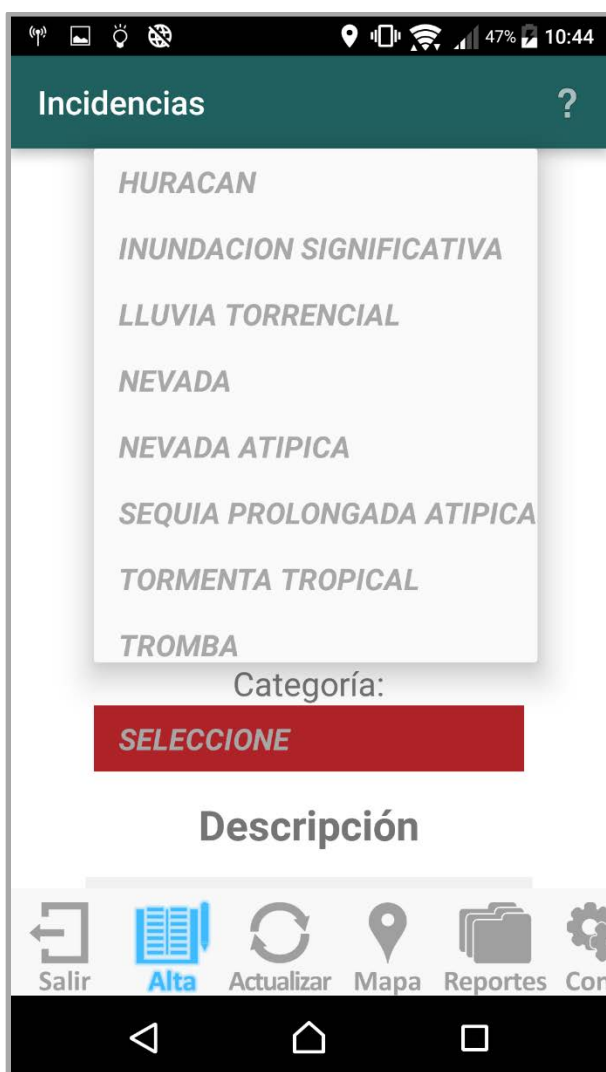 47% 10:44
Incidencias ?
HURACAN
INUNDACION SIGNIFICATIVA
LLUVIA TORRENCIAL
NEVADA
NEVADA ATIPICA
SEQUIA PROLONGADA ATIPICA
TORMENTA TROPICAL
TROMBA
Categoría:
SELECCIONE
Descripción
Salir Alta Actualizar Mapa Reportes Con